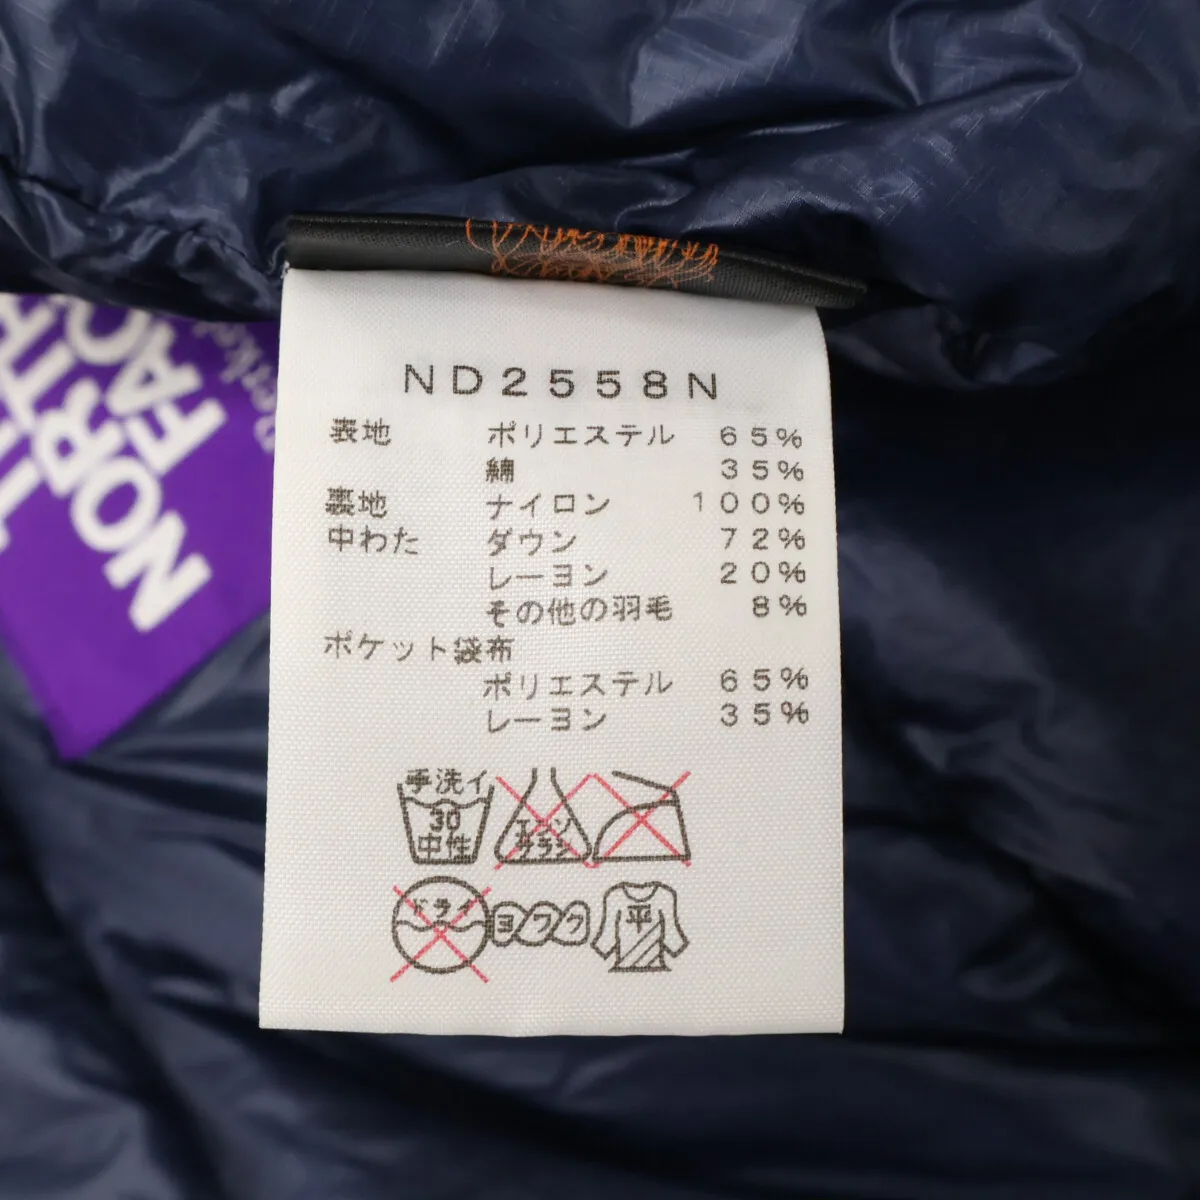 ND2558N
表地 ポリエステル 65%
綿 35%
裏地 ナイロン 100%
中わた ダウン 72%
レーヨン 20%
その他の羽毛 8%
ポケット袋布
ポリエステル 65%
レーヨン 35%
手洗イ
30
中性
エンソ
サラシ
ドライ
ヨワク
平
NORTH
FACE